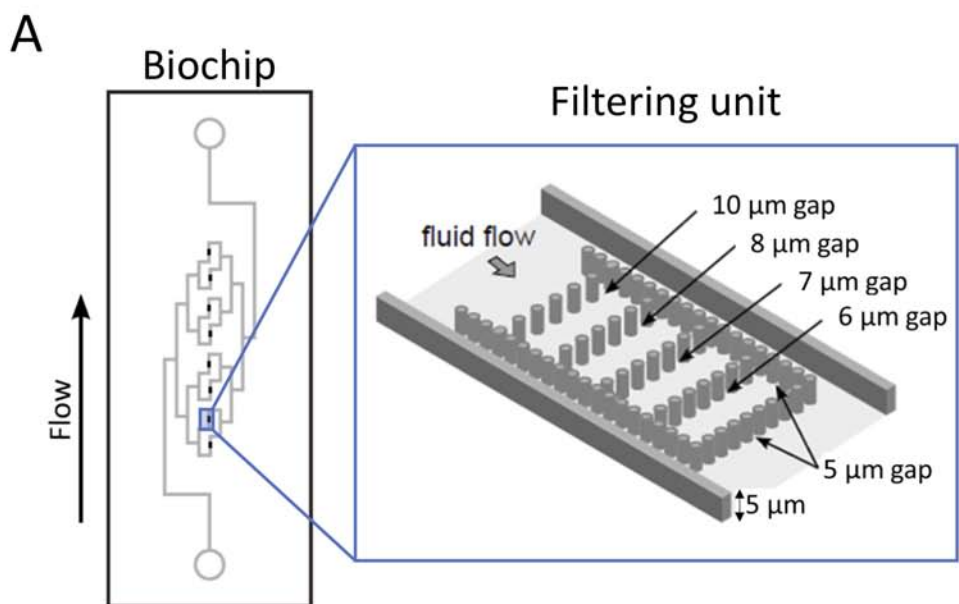 A
Biochip
Filtering unit
fluid flow
10 µm gap
8 µm gap
7 µm gap
6 µm gap
5 µm gap
5 µm
Flow